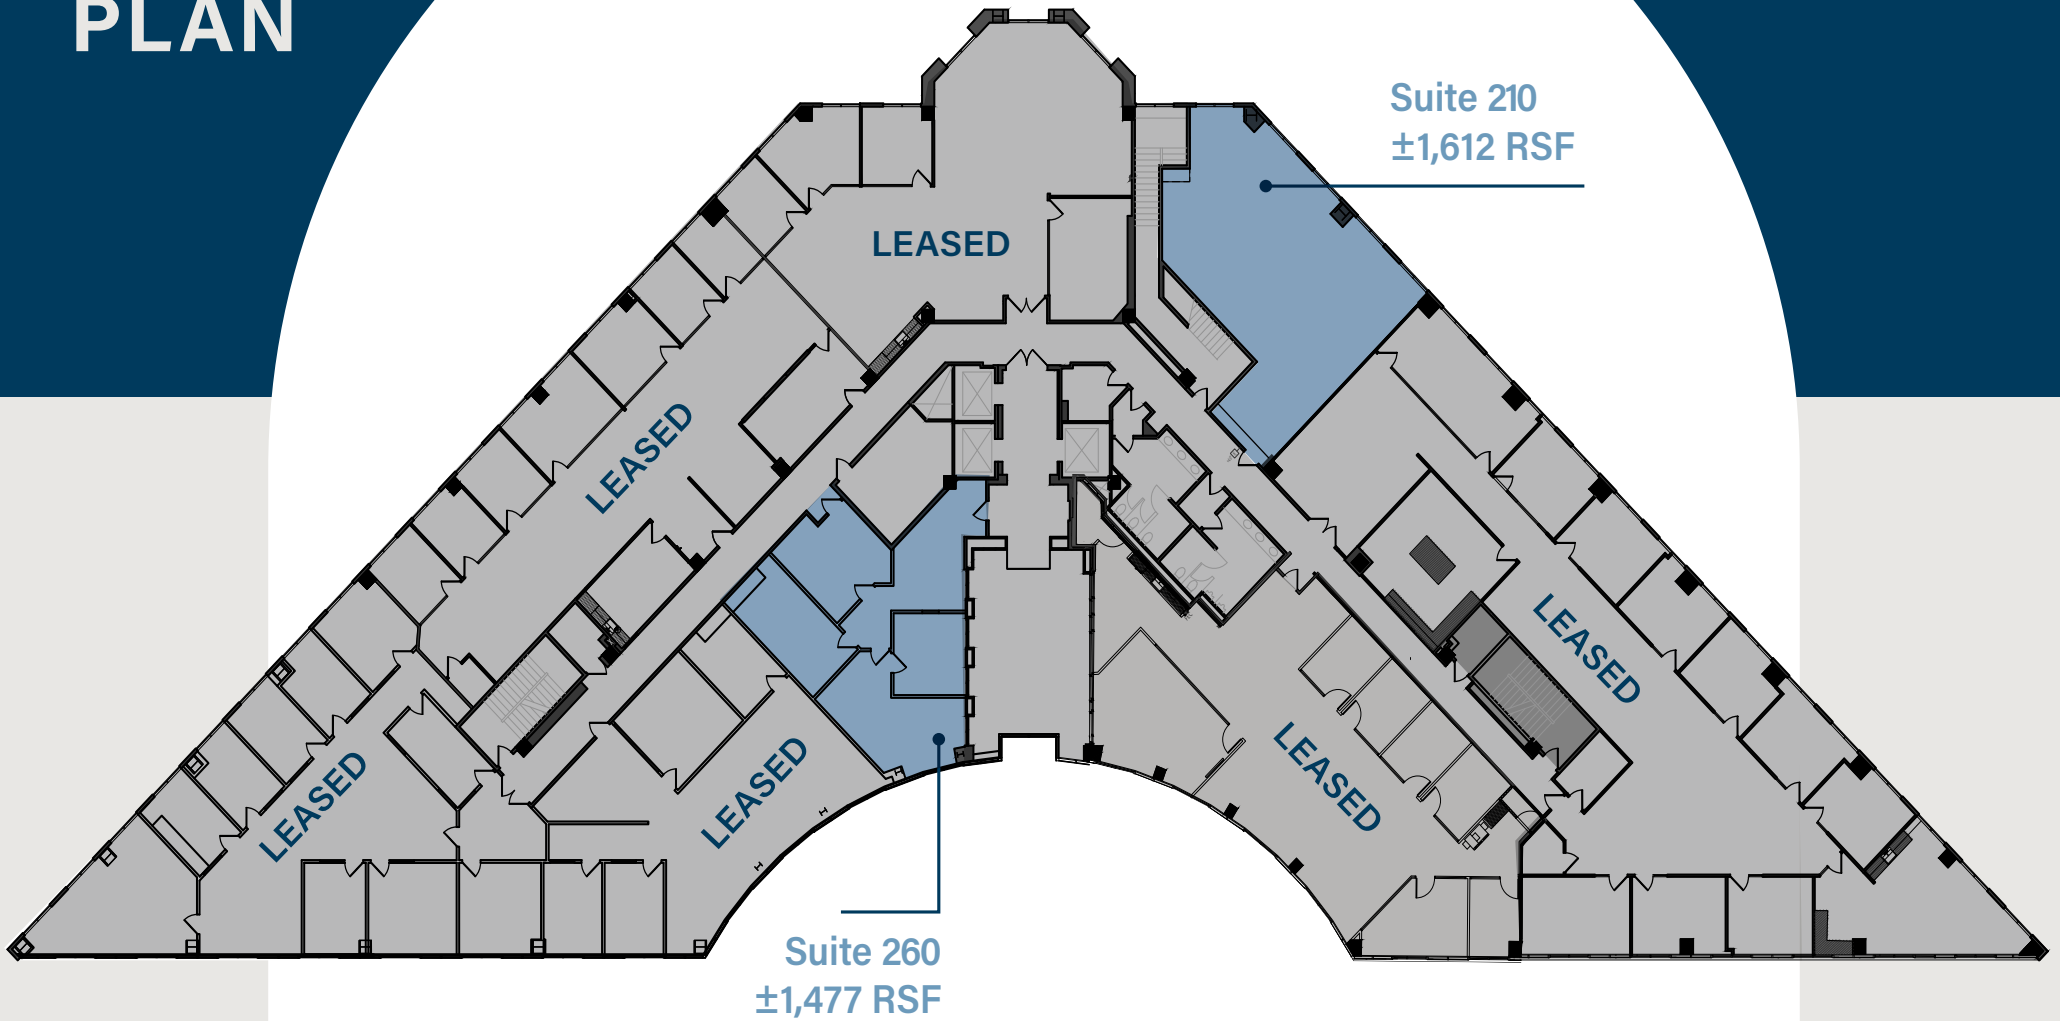 PLAN
Suite 210
±1,612 RSF
LEASED
LEASED
LEASED
LEASED
LEASED
LEASED
Suite 260
±1,477 RSF